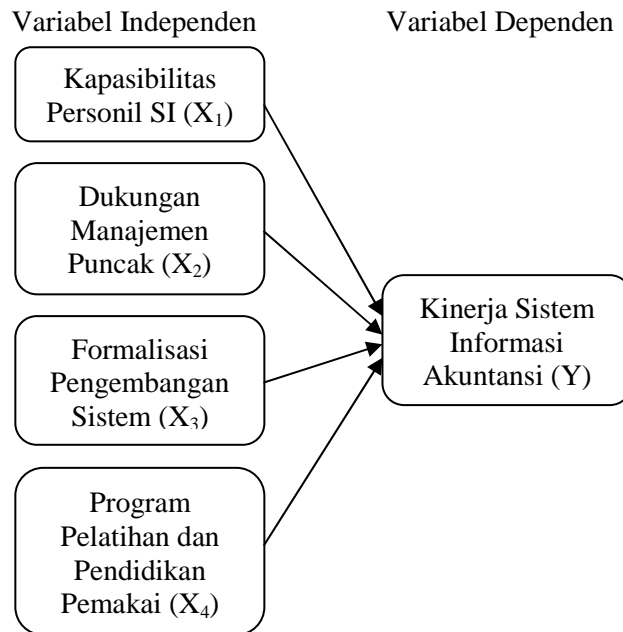 Variabel Independen
Variabel Dependen
Kapasibilitas
Personil SI (X₁)
Dukungan
Manajemen
Puncak (X₂)
Formalisasi
Pengembangan
Sistem (X₃)
Program
Pelatihan dan
Pendidikan
Pemakai (X₄)
Kinerja Sistem
Informasi
Akuntansi (Y)